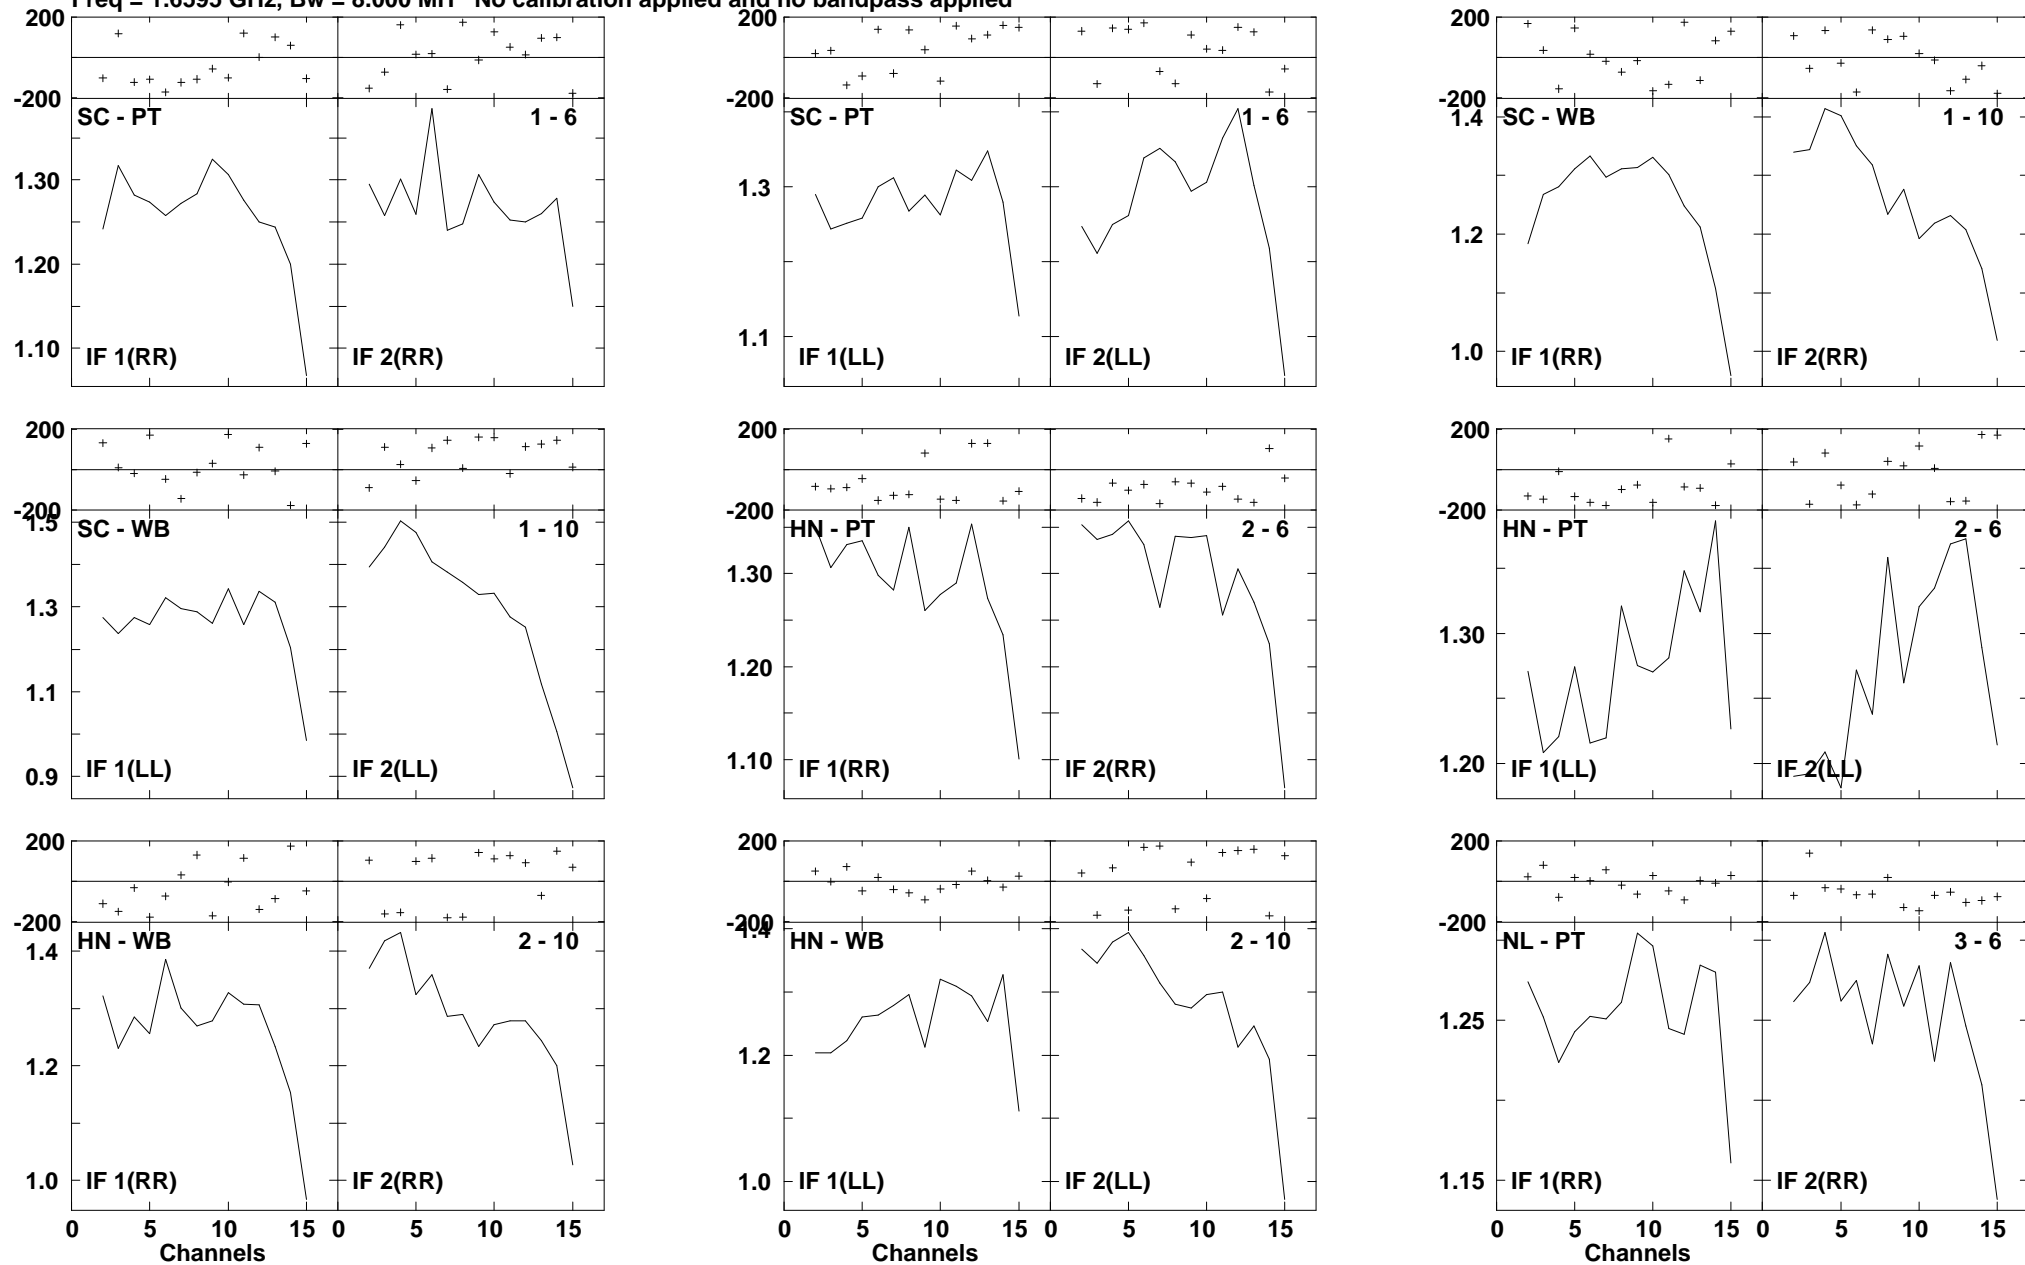 Freq = 1.6595 GHz, Bw = 8.000 MH No calibration applied and no bandpass applied
200
-200
SC - PT
1 - 6
1.30
1.20
1.10
IF 1(RR)
IF 2(RR)
SC - PT
1 - 6
1.3
1.1
IF 1(LL)
IF 2(LL)
200
-200
1.4
SC - WB
1 - 10
1.2
1.0
IF 1(RR)
IF 2(RR)
200
-200
1.5
SC - WB
1 - 10
1.3
1.1
0.9
IF 1(LL)
IF 2(LL)
HN - PT
2 - 6
1.30
1.20
1.10
IF 1(RR)
IF 2(RR)
200
-200
HN - PT
2 - 6
1.30
1.20
IF 1(LL)
IF 2(LL)
200
-200
HN - WB
2 - 10
1.4
1.2
1.0
IF 1(RR)
IF 2(RR)
0 5 10 15 0 5 10 15
Channels
200
-200
1.4
HN - WB
2 - 10
1.2
1.0
IF 1(LL)
IF 2(LL)
0 5 10 15 0 5 10 15
Channels
200
-200
NL - PT
3 - 6
1.25
1.15
IF 1(RR)
IF 2(RR)
0 5 10 15 0 5 10 15
Channels